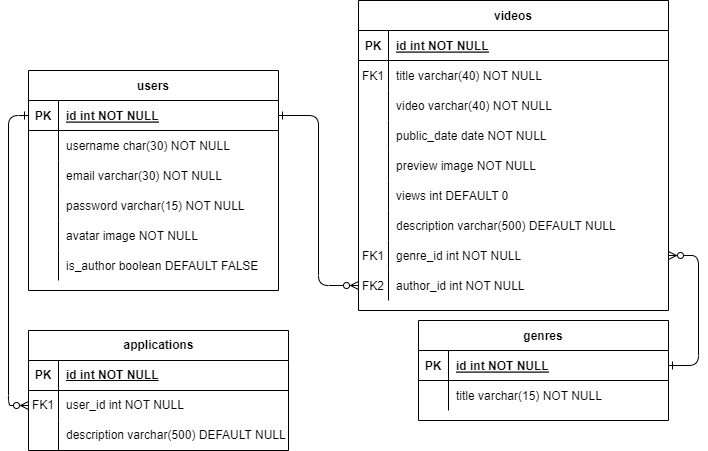 videos
PK id int NOT NULL
FK1 title varchar(40) NOT NULL
video varchar(40) NOT NULL
public_date date NOT NULL
preview image NOT NULL
views int DEFAULT 0
description varchar(500) DEFAULT NULL
FK1 genre_id int NOT NULL
FK2 author_id int NOT NULL
users
PK id int NOT NULL
username char(30) NOT NULL
email varchar(30) NOT NULL
password varchar(15) NOT NULL
avatar image NOT NULL
is_author boolean DEFAULT FALSE
applications
PK id int NOT NULL
FK1 user_id int NOT NULL
description varchar(500) DEFAULT NULL
genres
PK id int NOT NULL
title varchar(15) NOT NULL